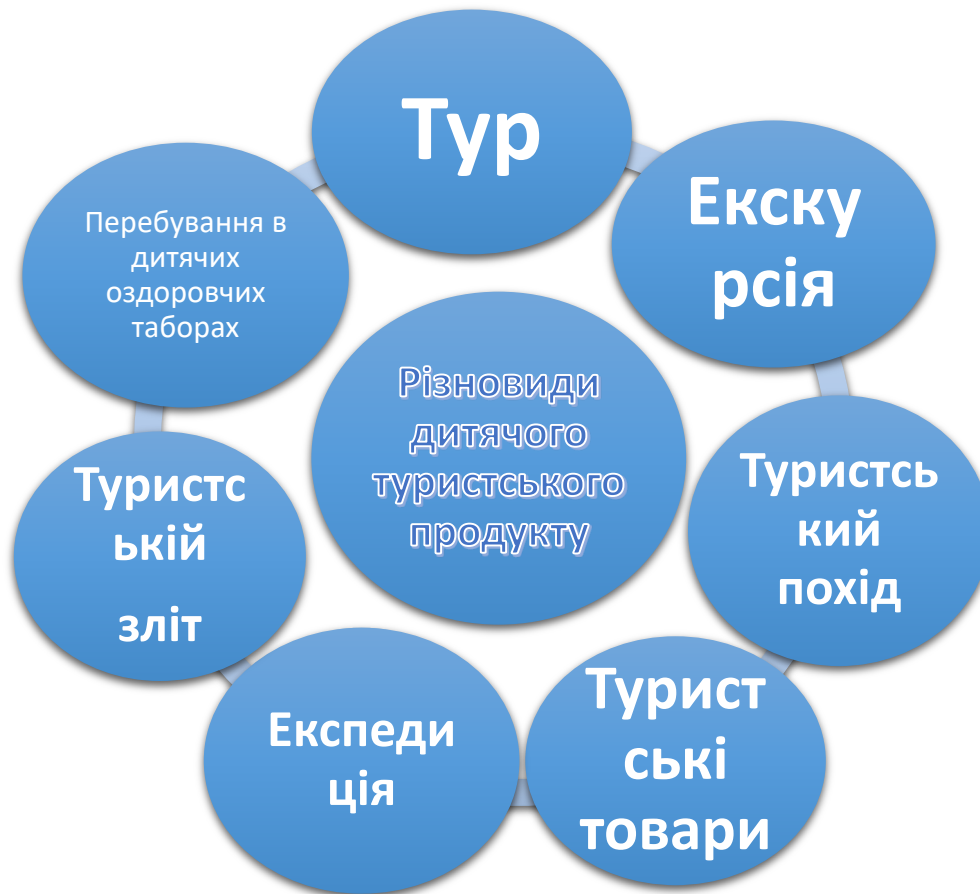 Тур
Екску
рсія
Туристсь
кий
похід
Турист
ські
товари
Експеди
ція
Туристс
ькій
зліт
Перебування в
дитячих
оздоровчих
таборах
Різновиди
дитячого
туристського
продукту